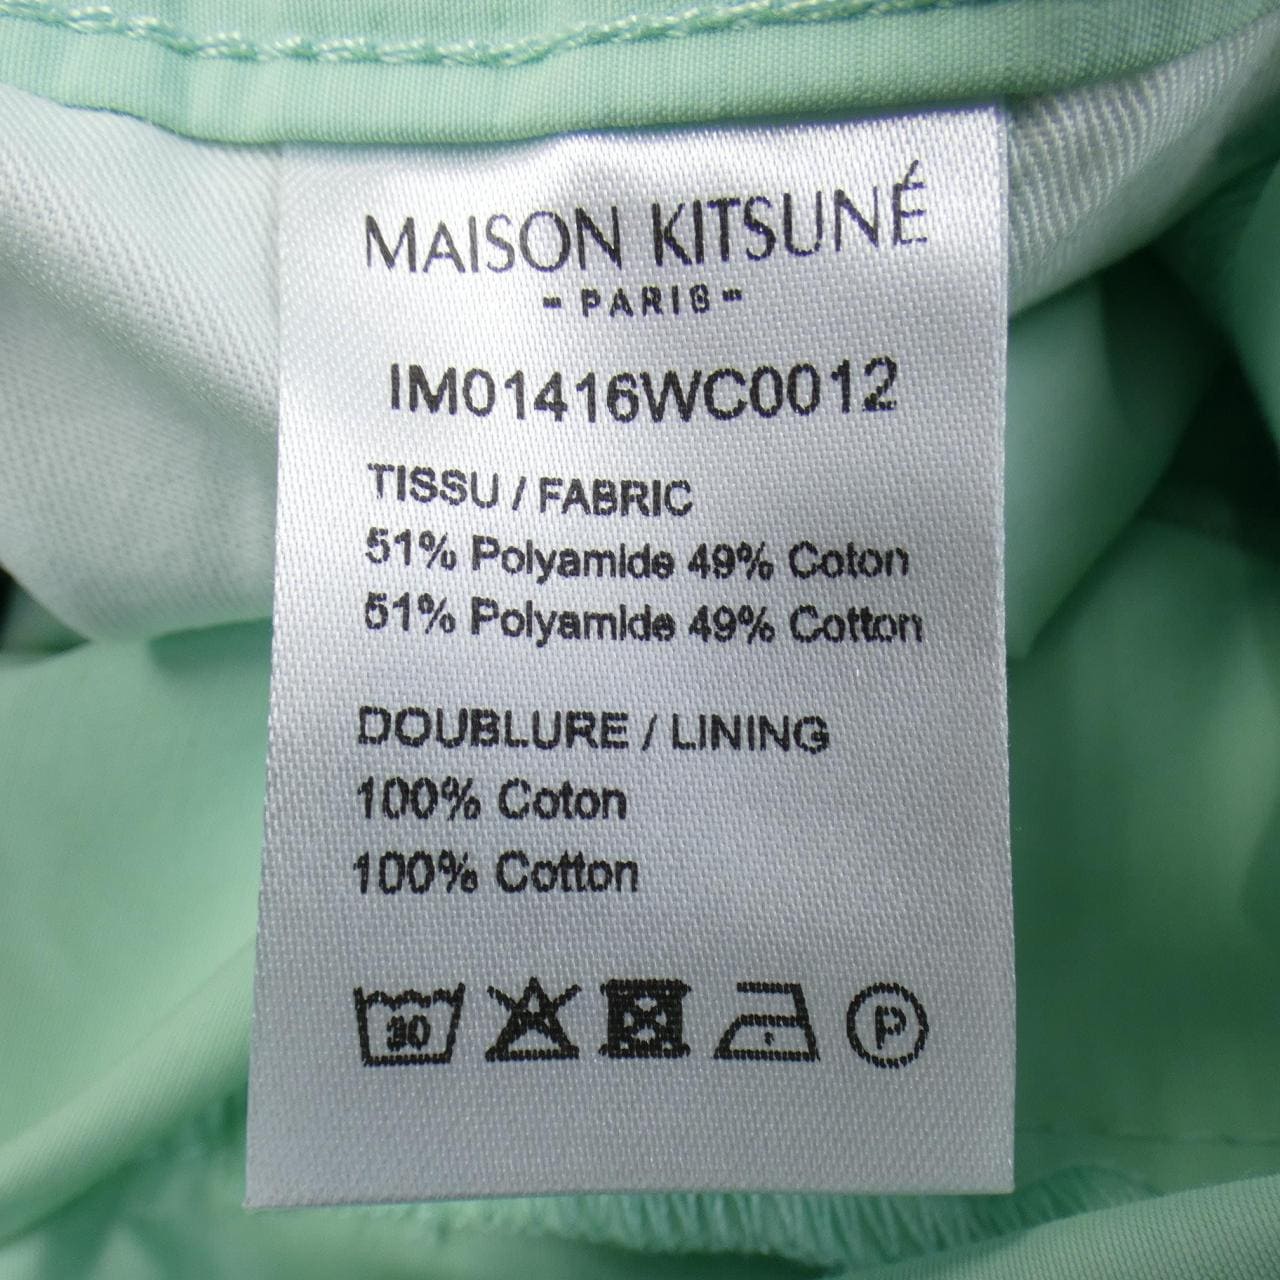 MAISON KITSUNÉ
- PARIS -
IM01416WC0012
TISSU / FABRIC
51% Polyamide 49% Coton
51% Polyamide 49% Cotton
DOUBLURE / LINING
100% Coton
100% Cotton
30 P